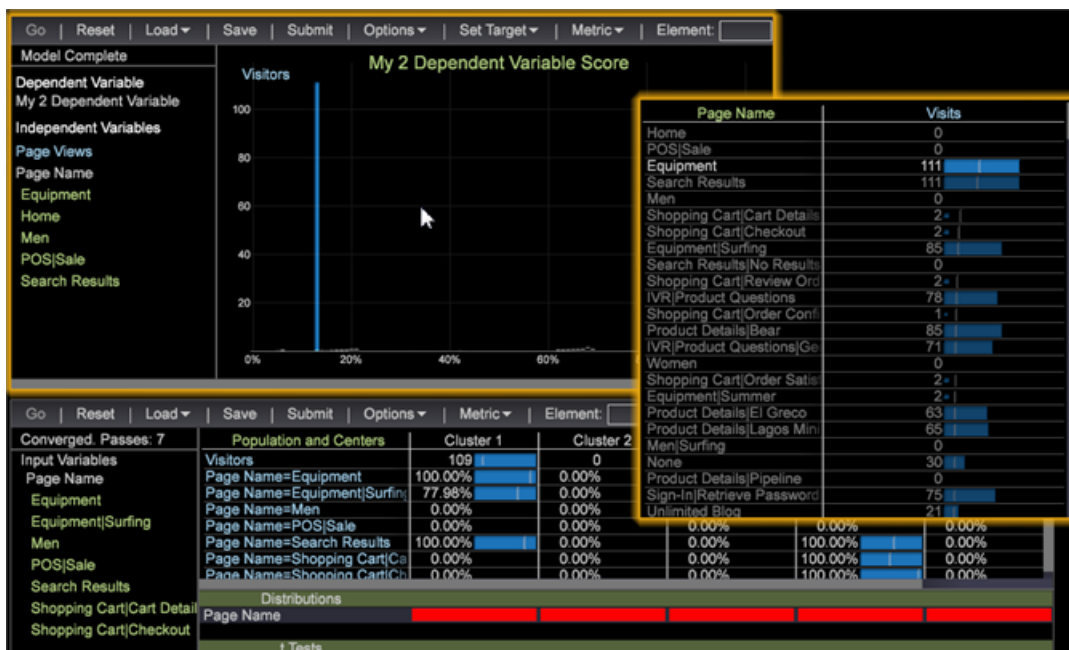 Go | Reset | Load | Save | Submit | Options | Set Target | Metric | Element:
Model Complete
Dependent Variable
My 2 Dependent Variable
Independent Variables
Page Views
Page Name
Equipment
Home
Men
POS|Sale
Search Results
My 2 Dependent Variable Score
Visitors
100
80
60
40
20
0% 20% 40% 60%
Page Name Visits
Home 0
POS|Sale 0
Equipment 111
Search Results 111
Men 0
Shopping Cart|Cart Details 2
Shopping Cart|Checkout 2
Equipment|Surfing 85
Search Results|No Results 0
Shopping Cart|Review Ord 2
IVR|Product Questions 78
Shopping Cart|Order Confi 1
Product Details|Bear 85
IVR|Product Questions|Ge 71
Women 0
Shopping Cart|Order Satis 2
Equipment|Summer 2
Product Details|El Greco 63
Product Details|Lagos Mini 65
Men|Surfing 0
None 30
Product Details|Pipeline 0
Sign-In|Retrieve Password 75
Unlimited Blog 21
Go | Reset | Load | Save | Submit | Options | Metric | Element:
Converged. Passes: 7
Input Variables
Page Name
Equipment
Equipment|Surfing
Men
POS|Sale
Search Results
Shopping Cart|Cart Detail
Shopping Cart|Checkout
Population and Centers Cluster 1 Cluster 2
Visitors 109 0
Page Name=Equipment 100.00% 0.00%
Page Name=Equipment|Surfing 77.98% 0.00%
Page Name=Men 0.00% 0.00%
Page Name=POS|Sale 0.00% 0.00% 0.00% 0.00% 0.00%
Page Name=Search Results 100.00% 0.00% 0.00% 100.00% 0.00%
Page Name=Shopping Cart|Ca 0.00% 0.00% 0.00% 100.00% 0.00%
Page Name=Shopping Cart|Ch 0.00% 0.00% 0.00% 100.00% 0.00%
Distributions
Page Name
t Tests